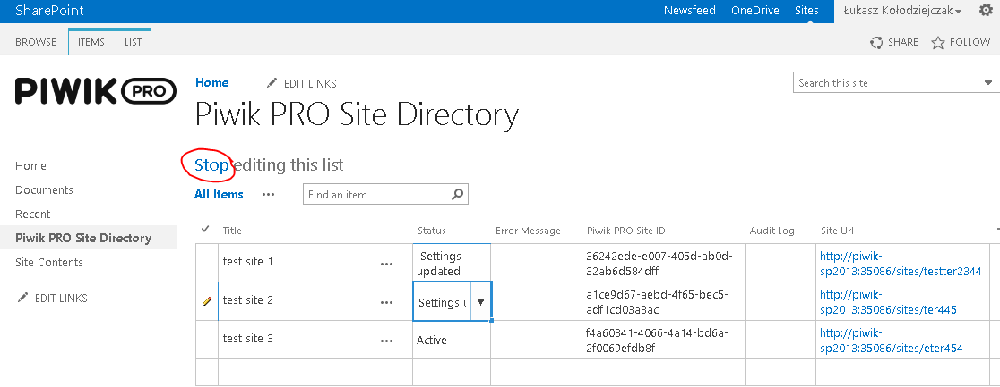 SharePoint
Newsfeed OneDrive Sites Łukasz Kołodziejczak
BROWSE ITEMS LIST
SHARE FOLLOW
PIWIK PRO
Home EDIT LINKS
Search this site
Piwik PRO Site Directory
Home
Documents
Recent
Piwik PRO Site Directory
Site Contents
EDIT LINKS
Stop editing this list
All Items ••• Find an item
Title Status Error Message Piwik PRO Site ID Audit Log Site Url
test site 1 ••• Settings updated 36242ede-e007-405d-ab0d-32ab6d584dff http://piwik-sp2013:35086/sites/testter2344
test site 2 ••• Settings u a1ce9d67-aebd-4f65-bec5-adf1cd03a3ac http://piwik-sp2013:35086/sites/ter445
test site 3 ••• Active f4a60341-4066-4a14-bd6a-2f0069efdb8f http://piwik-sp2013:35086/sites/eter454